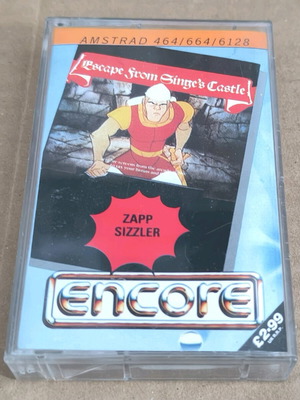 AMSTRAD 464/664/6128
Escape from Singe's Castle
ZAPP
SIZZLER
encore
£2·99